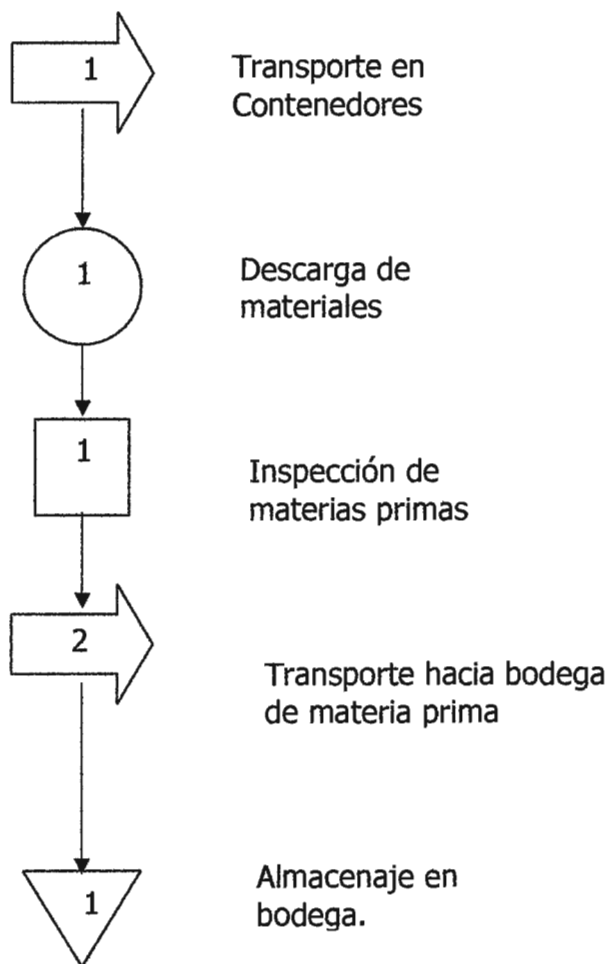 1
Transporte en
Contenedores
1
Descarga de
materiales
1
Inspección de
materias primas
2
Transporte hacia bodega
de materia prima
1
Almacenaje en
bodega.